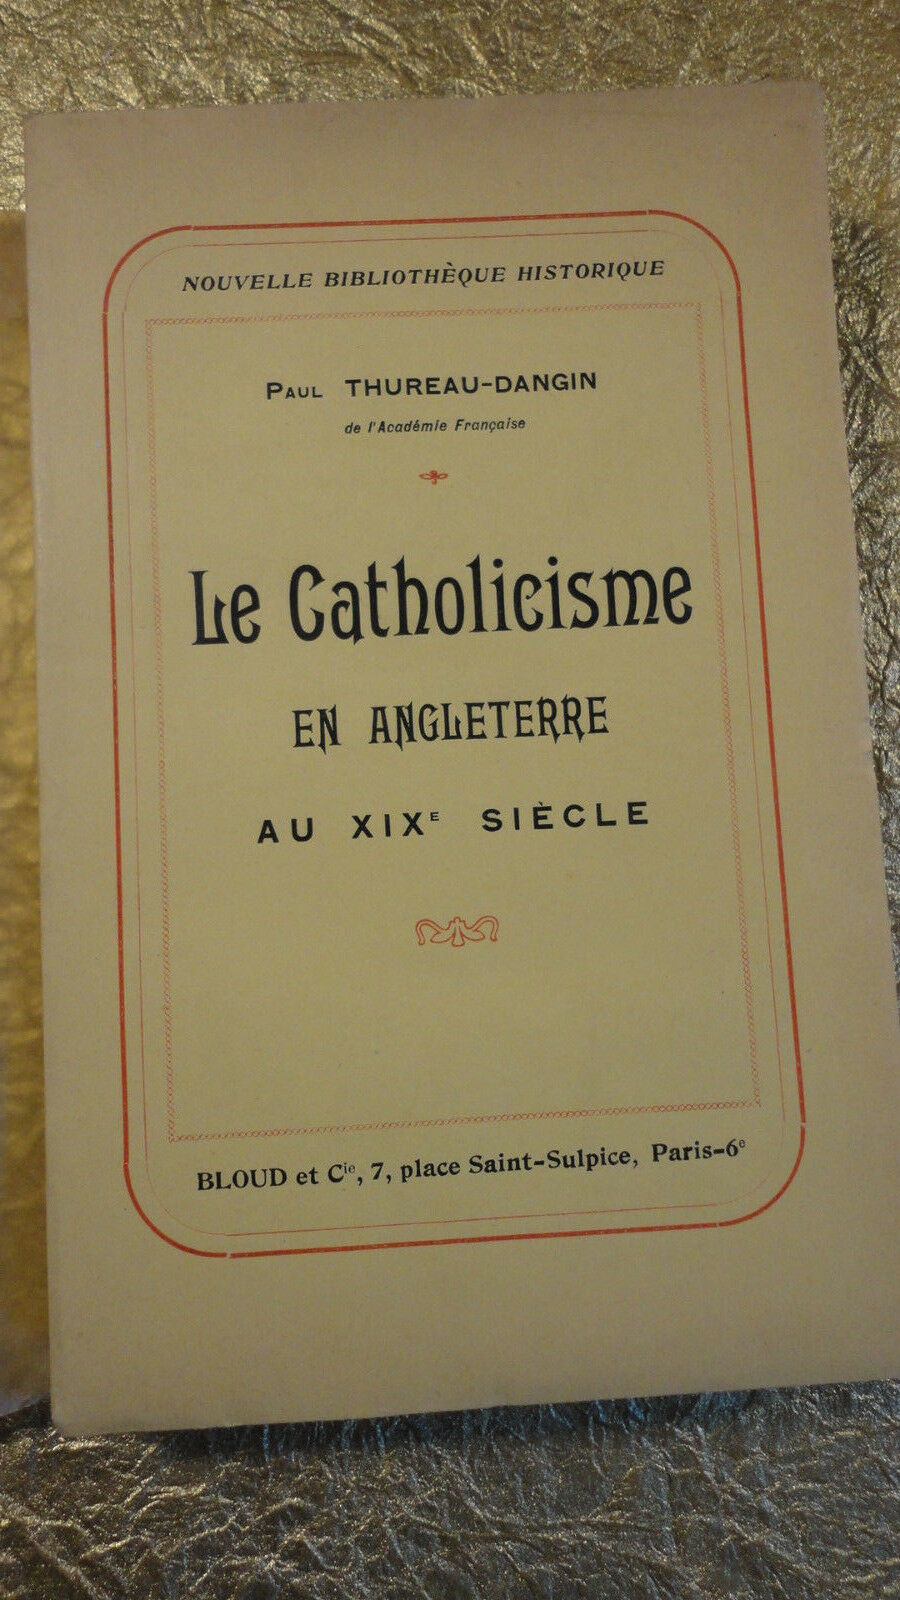 NOUVELLE BIBLIOTHÈQUE HISTORIQUE
PAUL THUREAU-DANGIN
de l'Académie Française
Le Catholicisme
EN ANGLETERRE
AU XIXE SIÈCLE
BLOUD et Cie, 7, place Saint-Sulpice, Paris-6e